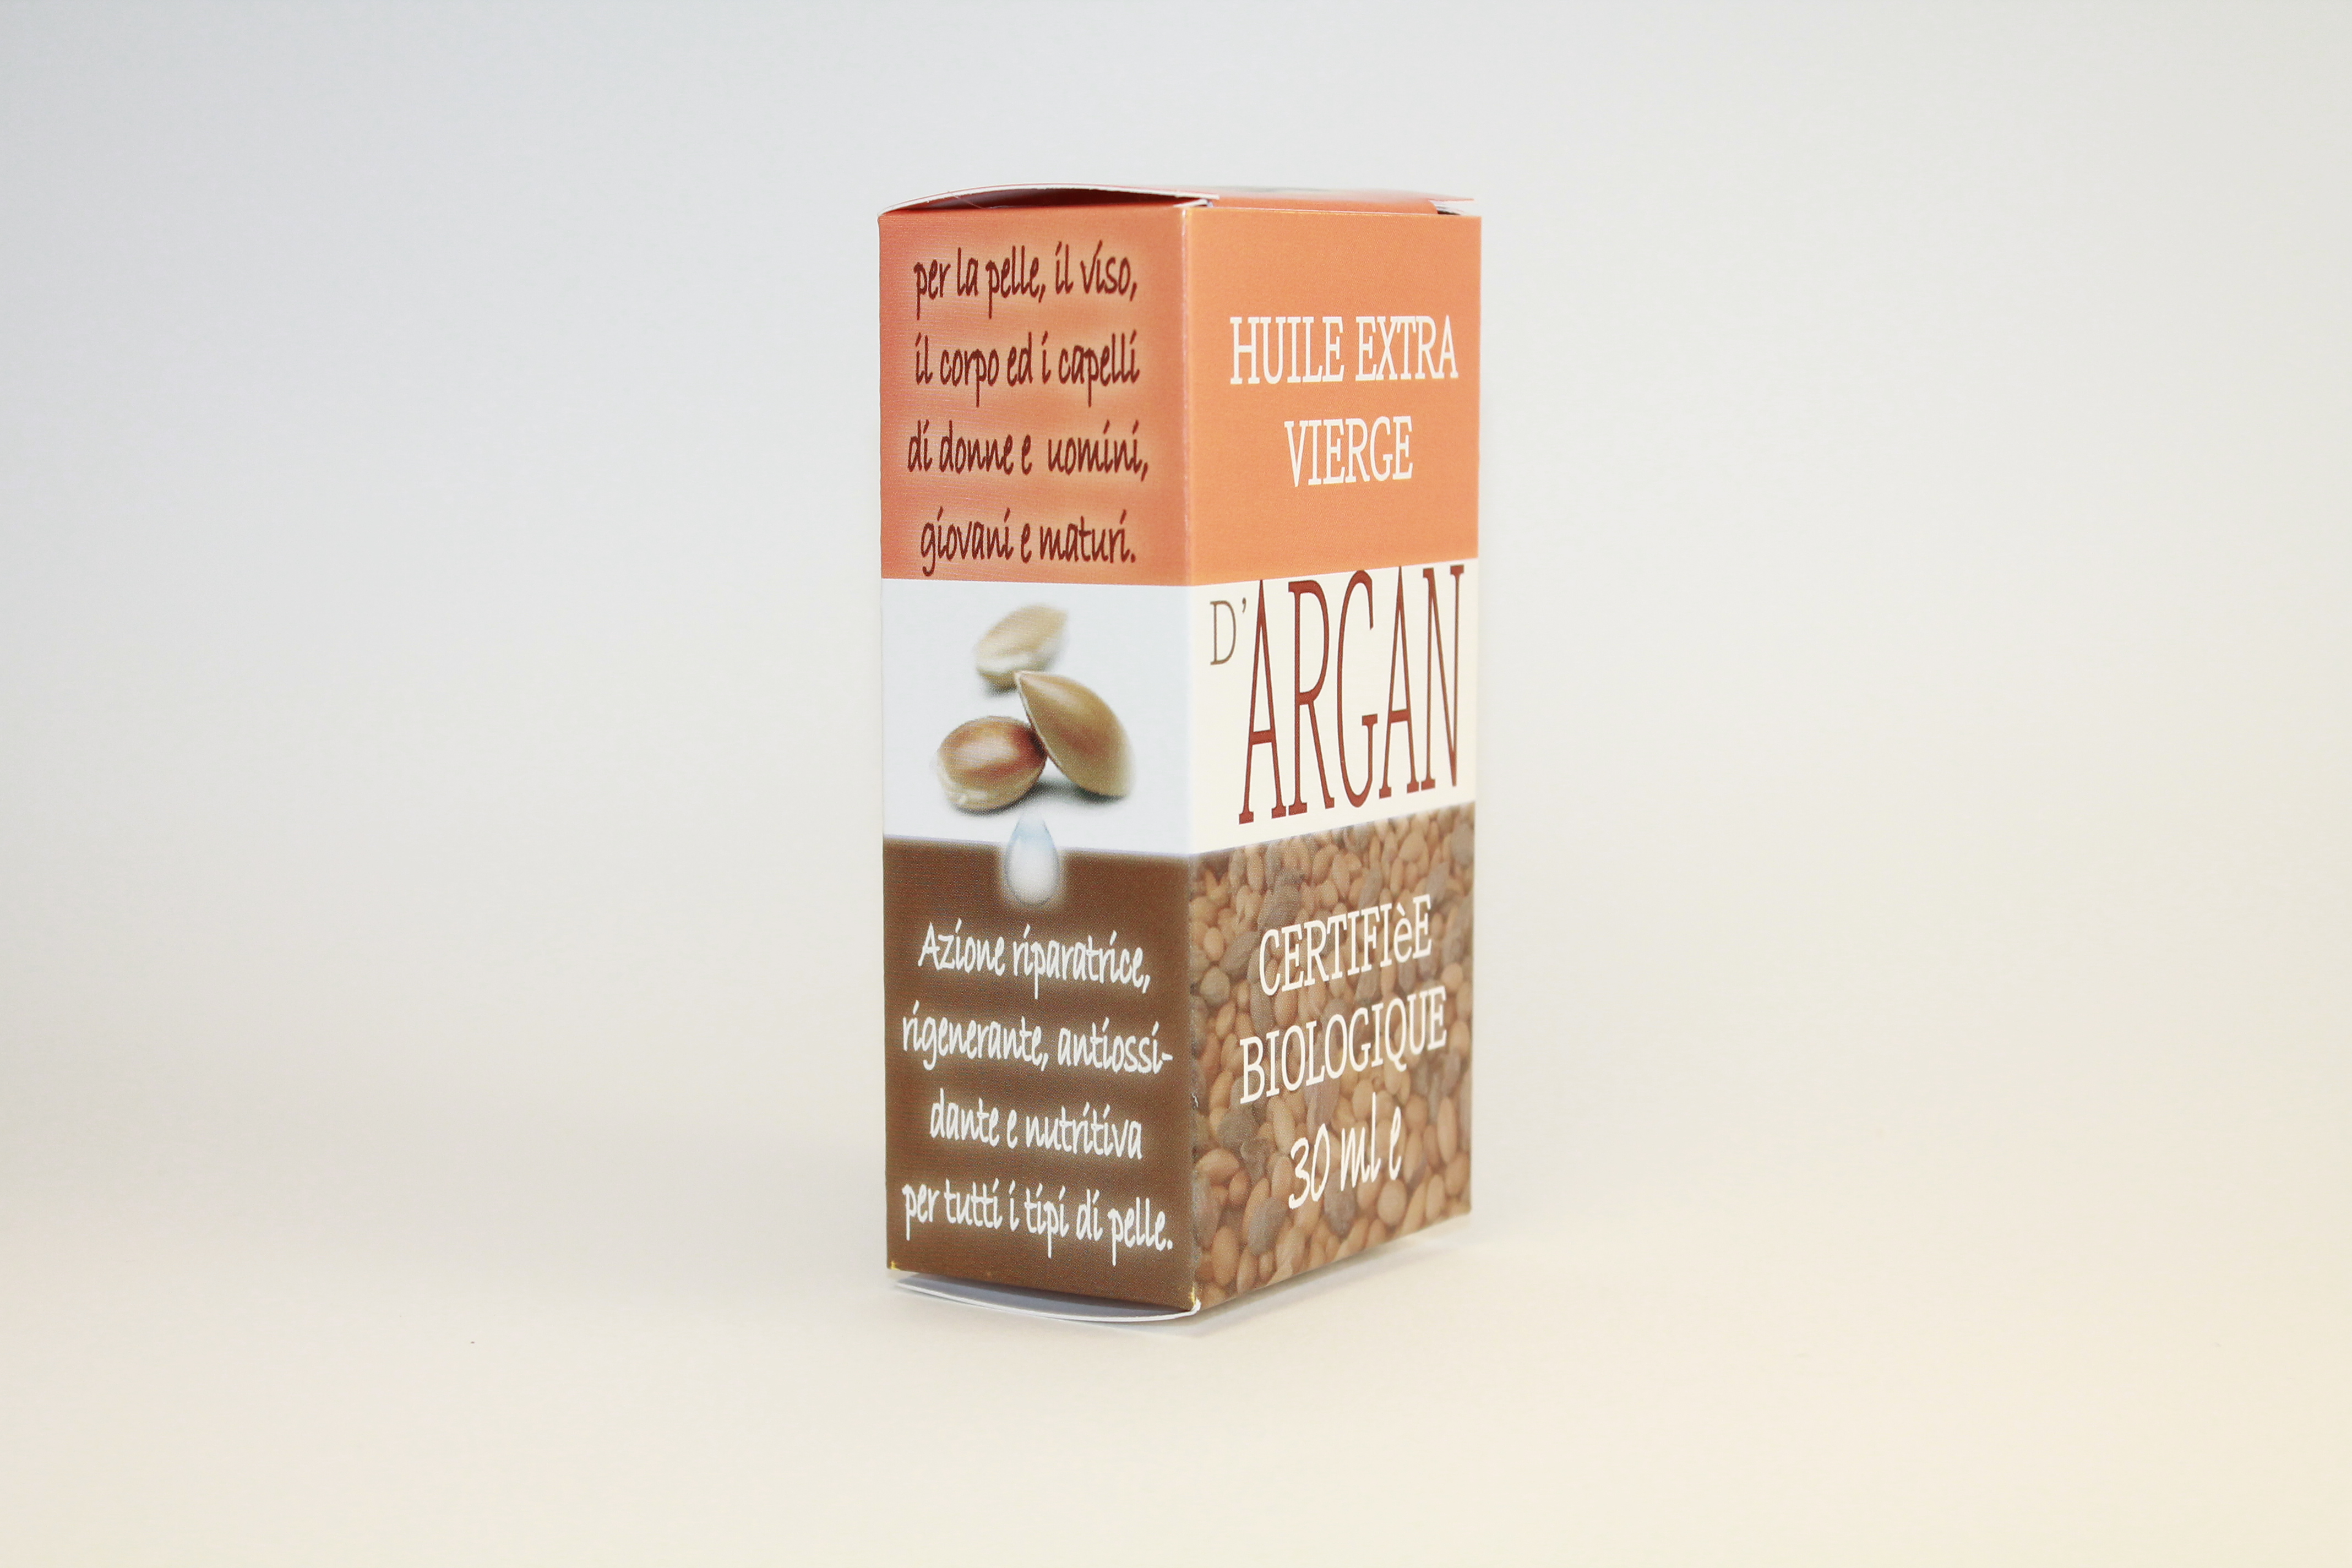 per la pelle, il viso,
il corpo ed i capelli
di donne e uomini,
giovani e maturi.
Azione riparatrice,
rigenerante, antiossi-
dante e nutritiva
per tutti i tipi di pelle.
HUILE EXTRA
VIERGE
D'ARGAN
CERTIFIèE
BIOLOGIQUE
30 ml e